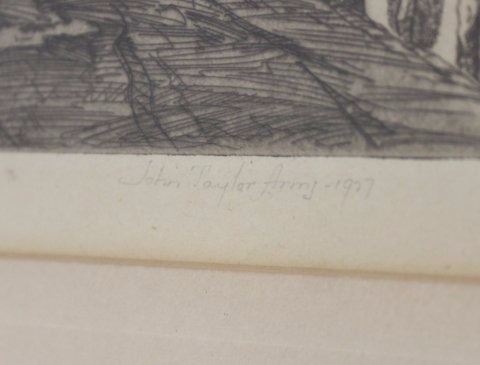 John Taylor Arms - 1927